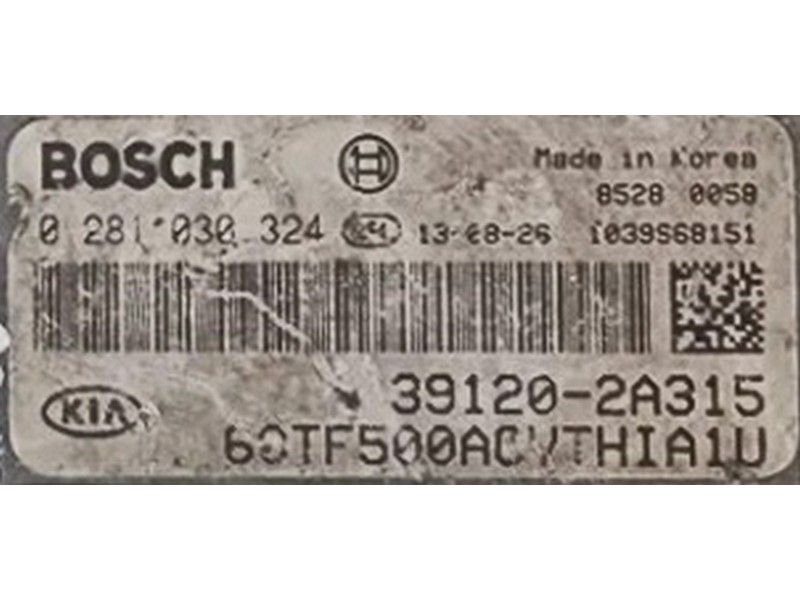 BOSCH
Made in Korea
8528 0058
0 281 030 324 13-08-26 1039S68151
KIA
39120-2A315